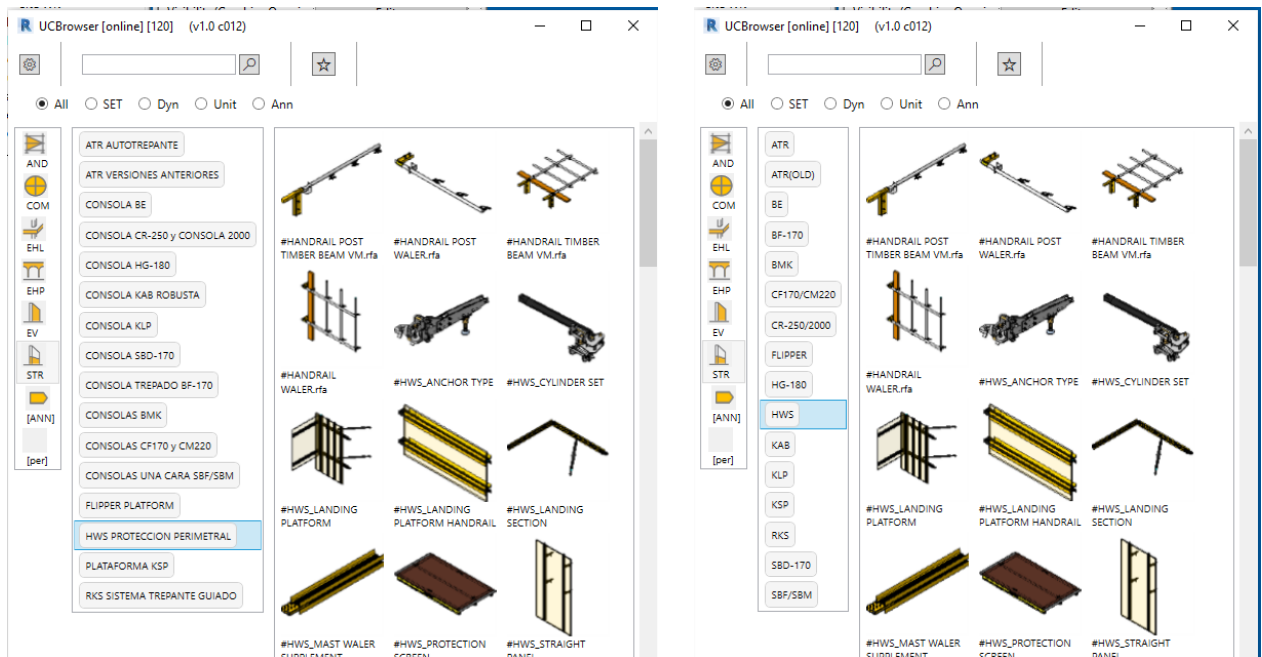 UCBrowser [online] [120] (v1.0 c012)
All SET Dyn Unit Ann
AND
COM
EHL
EHP
EV
STR
[ANN]
[per]
ATR AUTOTREPANTE
ATR VERSIONES ANTERIORES
CONSOLA BE
CONSOLA CR-250 y CONSOLA 2000
CONSOLA HG-180
CONSOLA KAB ROBUSTA
CONSOLA KLP
CONSOLA SBD-170
CONSOLA TREPADO BF-170
CONSOLAS BMK
CONSOLAS CF170 y CM220
CONSOLAS UNA CARA SBF/SBM
FLIPPER PLATFORM
HWS PROTECCION PERIMETRAL
PLATAFORMA KSP
RKS SISTEMA TREPANTE GUIADO
#HANDRAIL POST
TIMBER BEAM VM.rfa
#HANDRAIL POST
WALER.rfa
#HANDRAIL TIMBER
BEAM VM.rfa
#HANDRAIL
WALER.rfa
#HWS_ANCHOR TYPE
#HWS_CYLINDER SET
#HWS_LANDING
PLATFORM
#HWS_LANDING
PLATFORM HANDRAIL
#HWS_LANDING
SECTION
#HWS_MAST WALER
SUPPLEMENT
#HWS_PROTECTION
SCREEN
#HWS_STRAIGHT
PANEL
UCBrowser [online] [120] (v1.0 c012)
All SET Dyn Unit Ann
AND
COM
EHL
EHP
EV
STR
[ANN]
[per]
ATR
ATR(OLD)
BE
BF-170
BMK
CF170/CM220
CR-250/2000
FLIPPER
HG-180
HWS
KAB
KLP
KSP
RKS
SBD-170
SBF/SBM
#HANDRAIL POST
TIMBER BEAM VM.rfa
#HANDRAIL POST
WALER.rfa
#HANDRAIL TIMBER
BEAM VM.rfa
#HANDRAIL
WALER.rfa
#HWS_ANCHOR TYPE
#HWS_CYLINDER SET
#HWS_LANDING
PLATFORM
#HWS_LANDING
PLATFORM HANDRAIL
#HWS_LANDING
SECTION
#HWS_MAST WALER
SUPPLEMENT
#HWS_PROTECTION
SCREEN
#HWS_STRAIGHT
PANEL